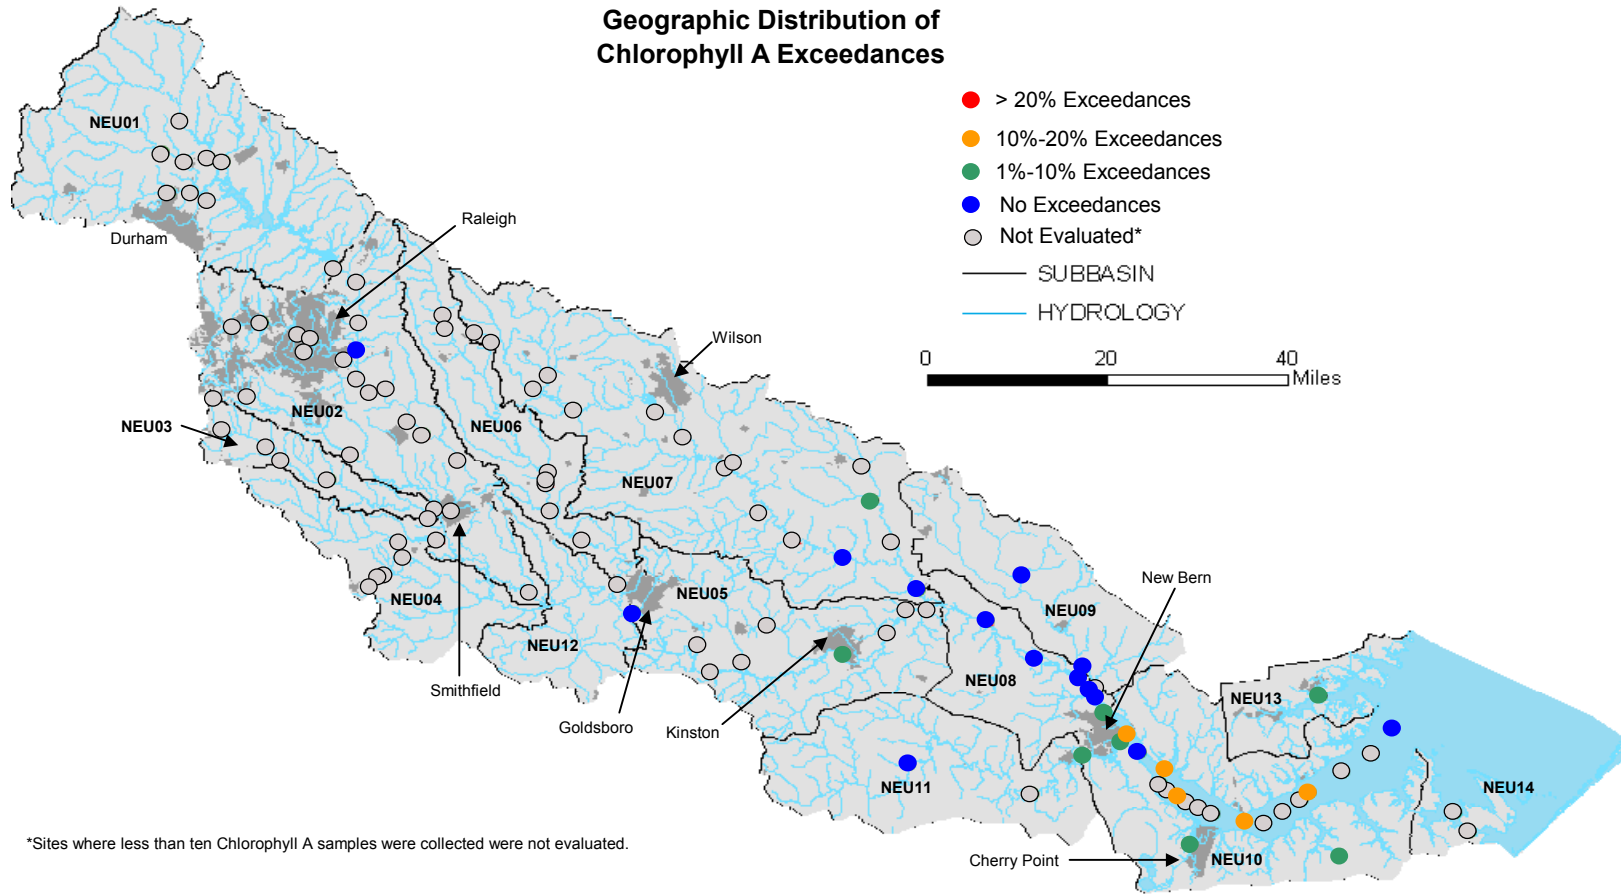 Geographic Distribution of
Chlorophyll A Exceedances
> 20% Exceedances
10%-20% Exceedances
1%-10% Exceedances
No Exceedances
Not Evaluated*
SUBBASIN
HYDROLOGY
0 20 40
Miles
NEU01
Durham
Raleigh
Wilson
NEU02
NEU03
NEU06
NEU07
NEU04
NEU05
NEU12
Smithfield
Goldsboro
Kinston
New Bern
NEU09
NEU08
NEU11
NEU13
NEU14
NEU10
Cherry Point
*Sites where less than ten Chlorophyll A samples were collected were not evaluated.